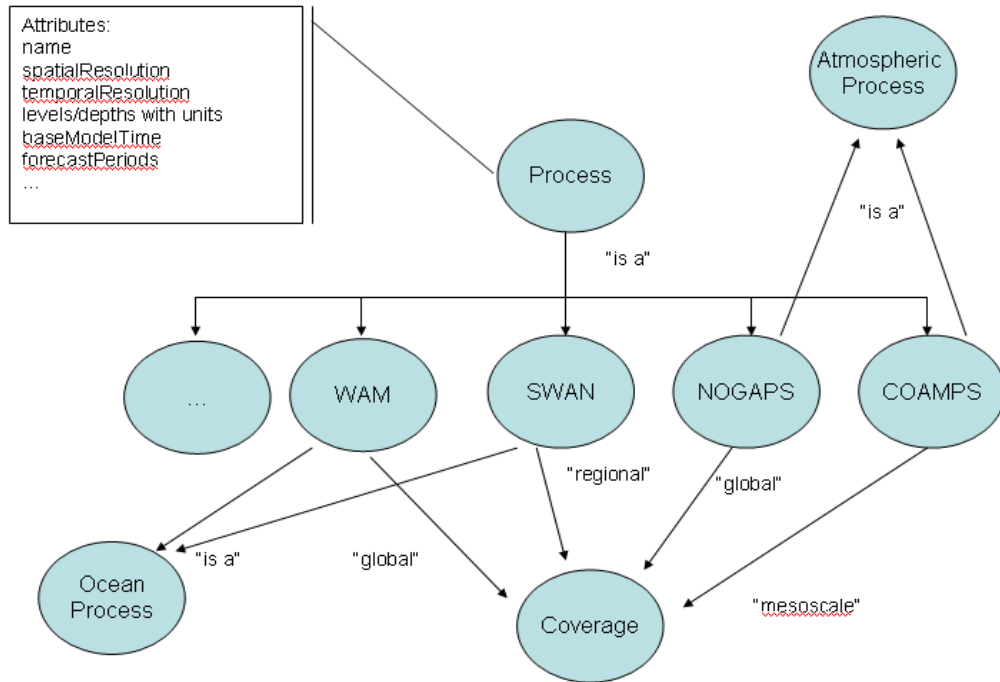 Attributes:
name
spatialResolution
temporalResolution
levels/depths with units
baseModelTime
forecastPeriods
...
Atmospheric
Process
Process
"is a"
"is a"
...
WAM
SWAN
NOGAPS
COAMPS
"regional"
"global"
"is a"
"global"
Ocean
Process
Coverage
"mesoscale"